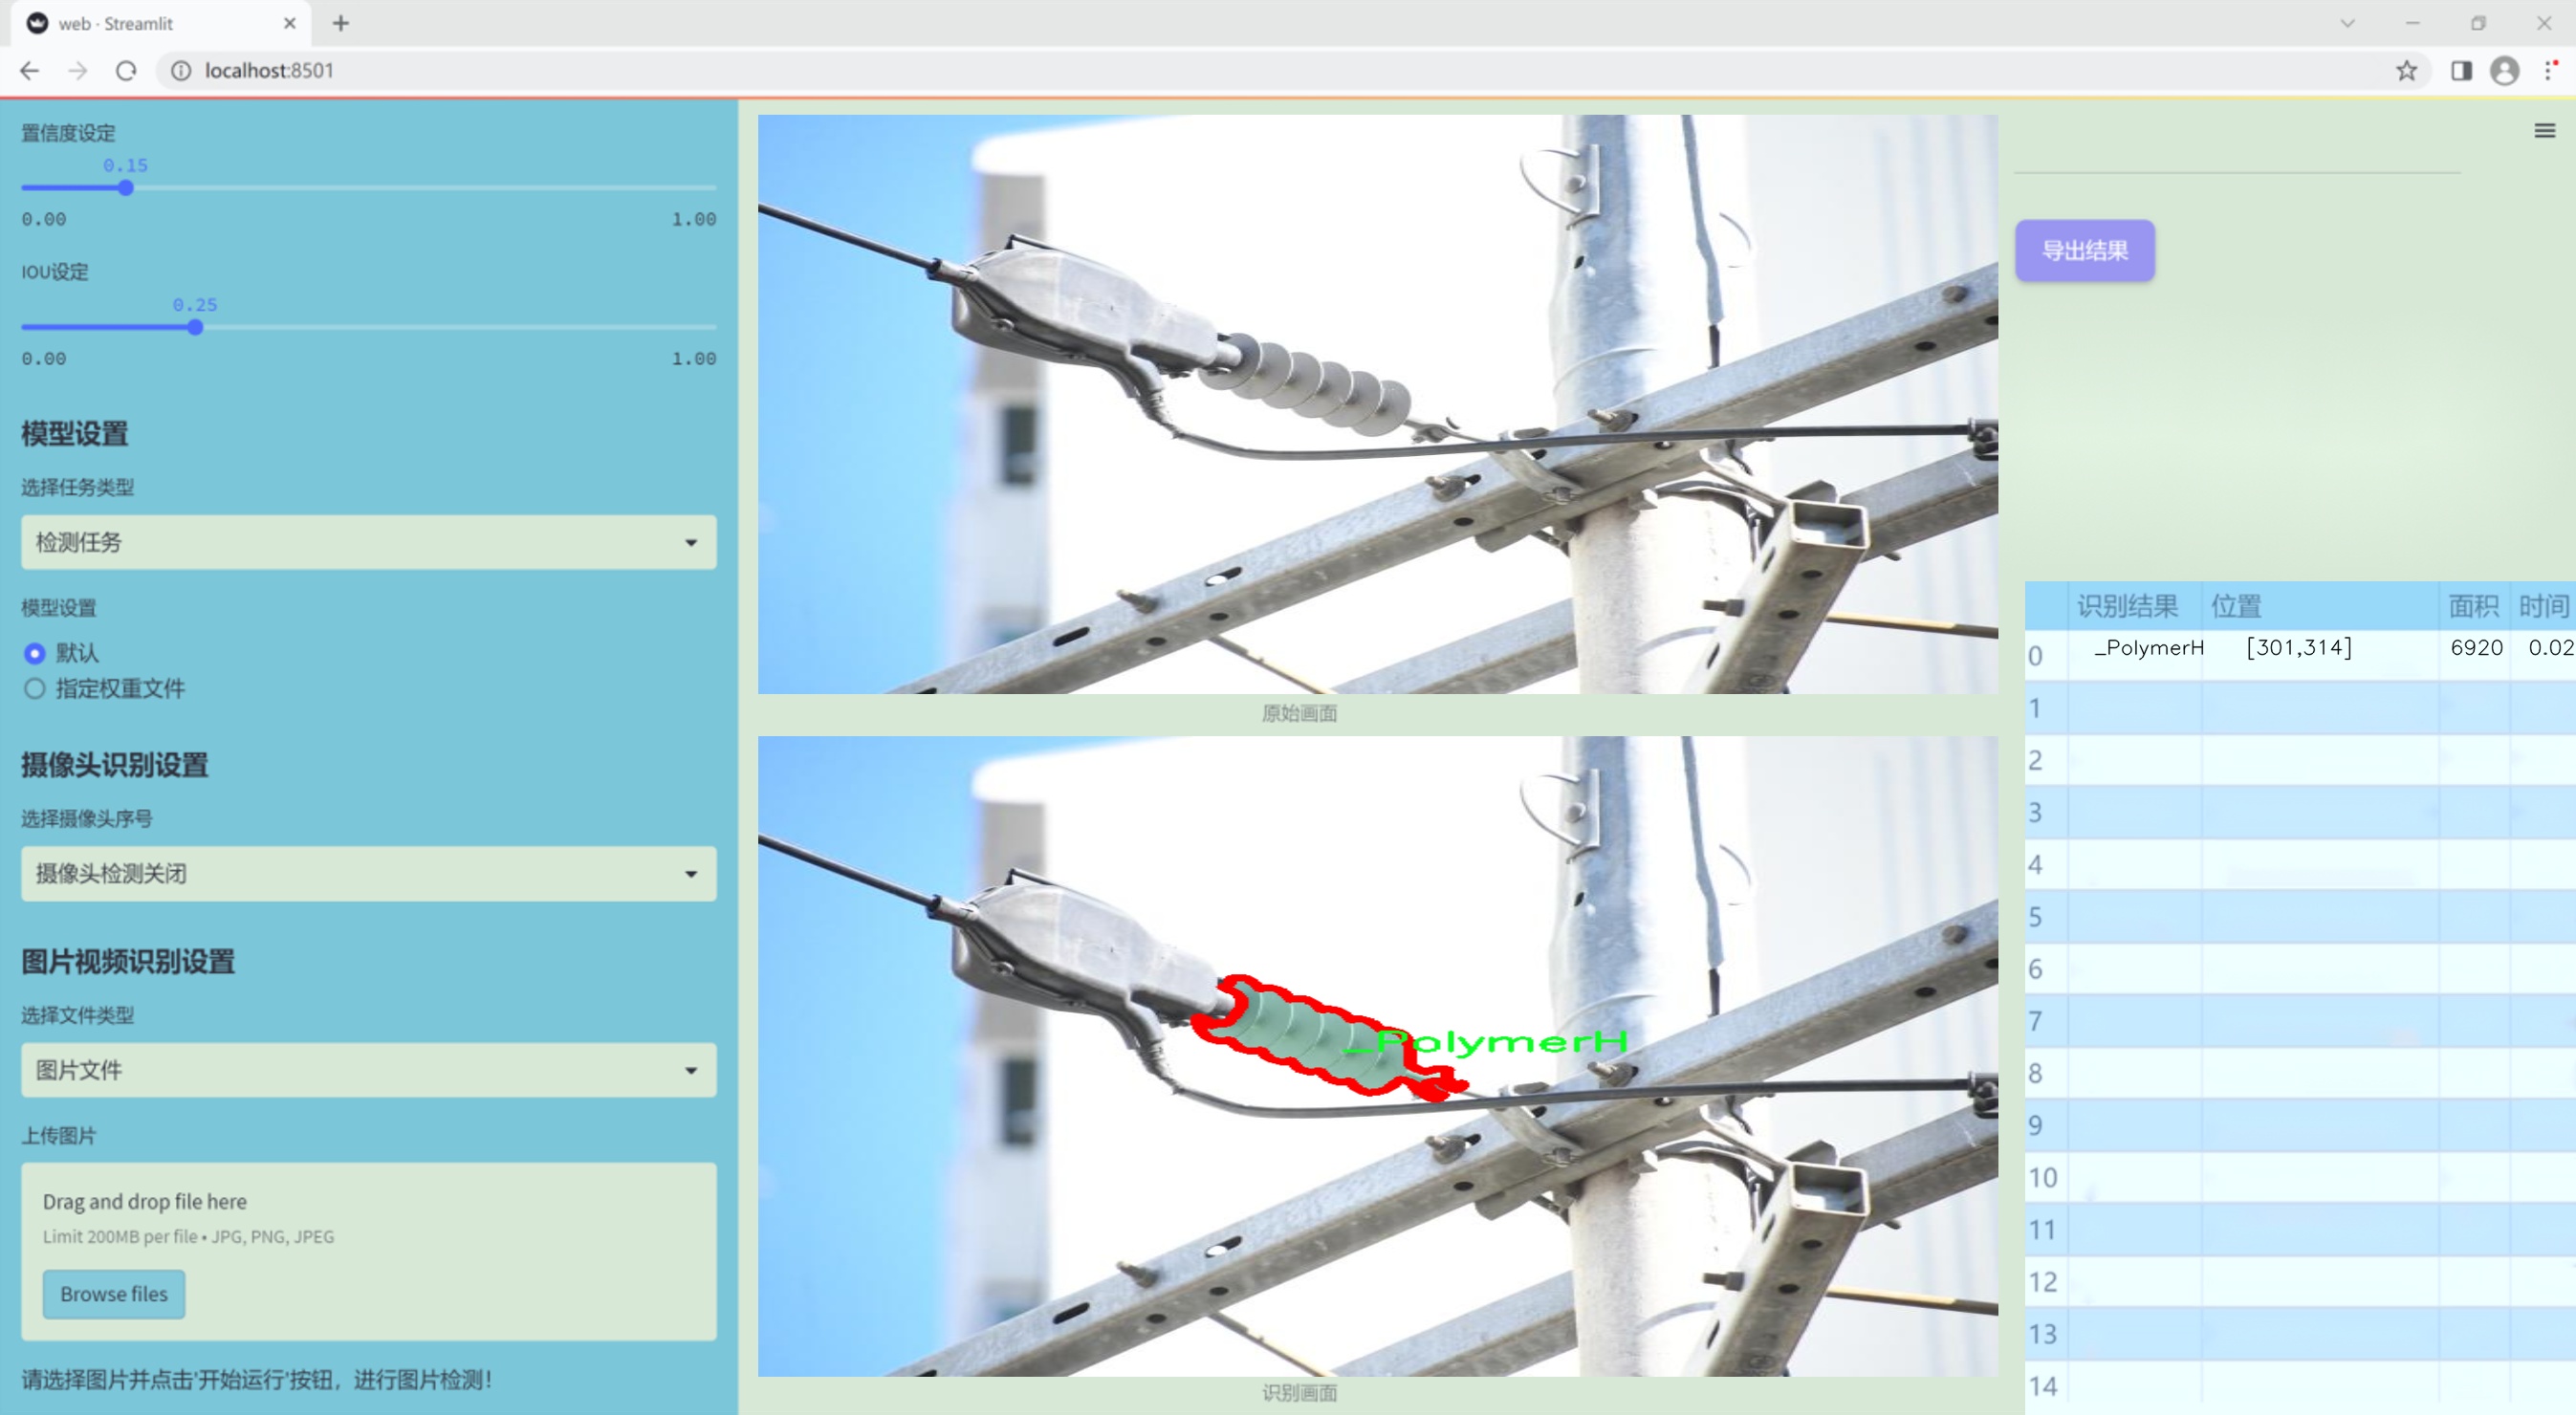 web · Streamlit
localhost:8501
置信度设定
0.15
0.00 1.00
IOU设定
0.25
0.00 1.00
模型设置
选择任务类型
检测任务
模型设置
默认
指定权重文件
摄像头识别设置
选择摄像头序号
摄像头检测关闭
图片视频识别设置
选择文件类型
图片文件
上传图片
Drag and drop file here
Limit 200MB per file • JPG, PNG, JPEG
Browse files
请选择图片并点击'开始运行'按钮，进行图片检测！
原始画面
_PolymerH
识别画面
导出结果
识别结果 位置 面积 时间
0 _PolymerH [301,314] 6920 0.02
1
2
3
4
5
6
7
8
9
10
11
12
13
14